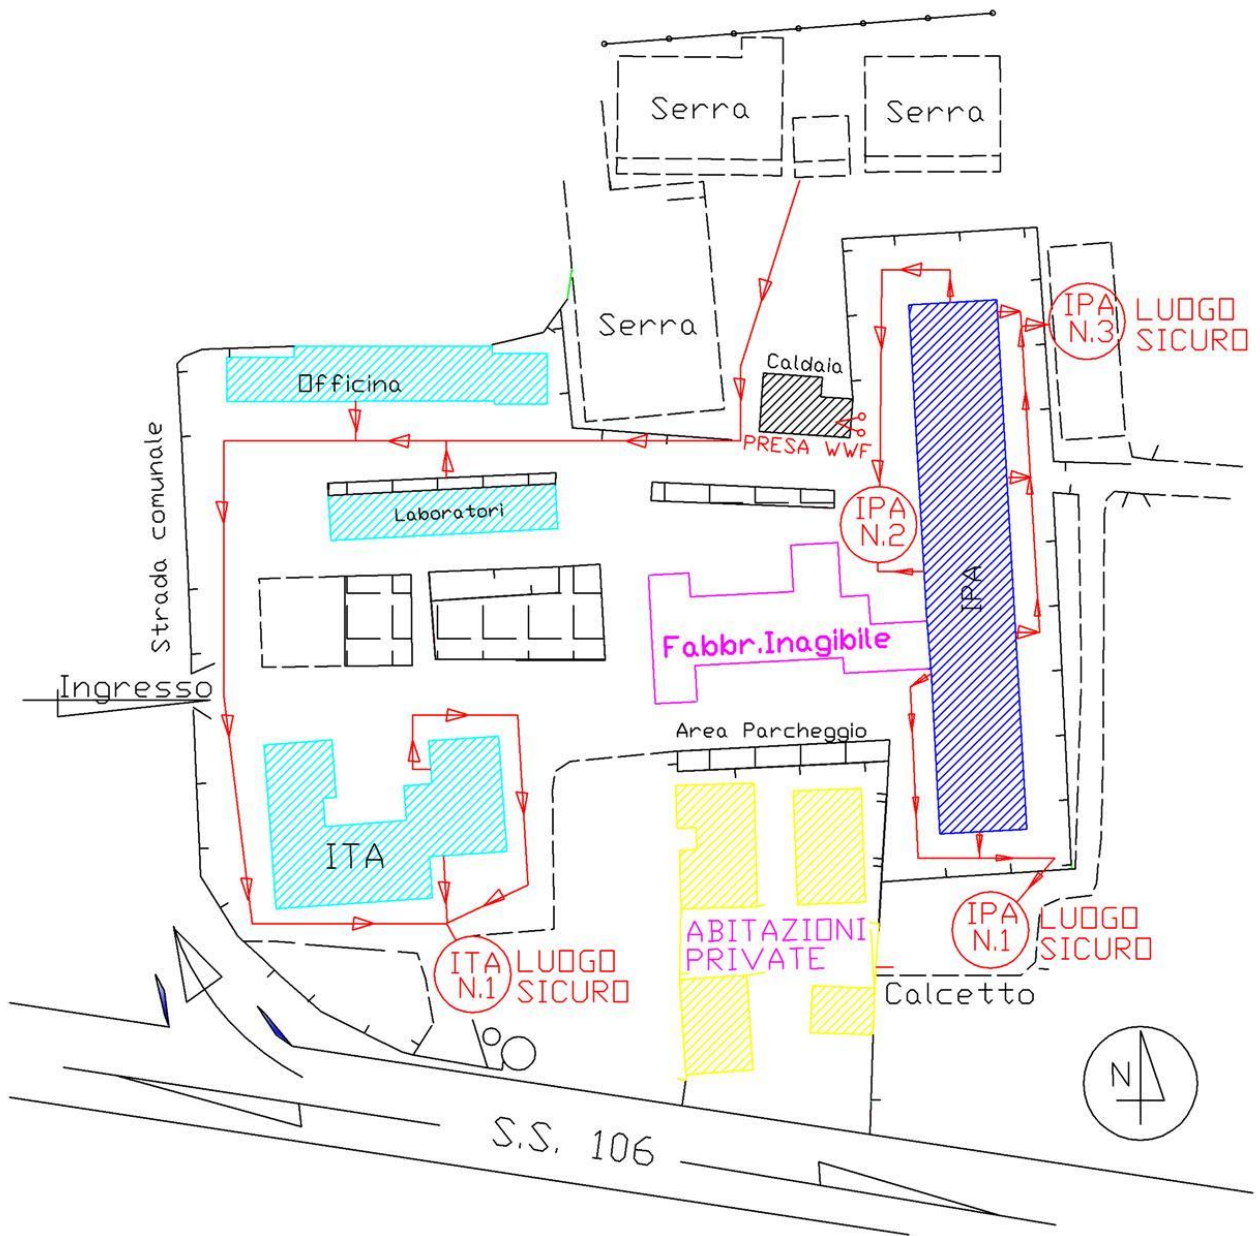 Serra
Serra
Serra
IPA
N.3
LUOGO
SICURO
Caldaia
Officina
PRESA WWF
Strada comunale
Laboratori
IPA
N.2
IPA
Fabbr.Inagibile
Ingresso
Area Parcheggio
ITA
ABITAZIONI
PRIVATE
IPA
N.1
LUOGO
SICURO
ITA
N.1
LUOGO
SICURO
Calcetto
N
S.S. 106